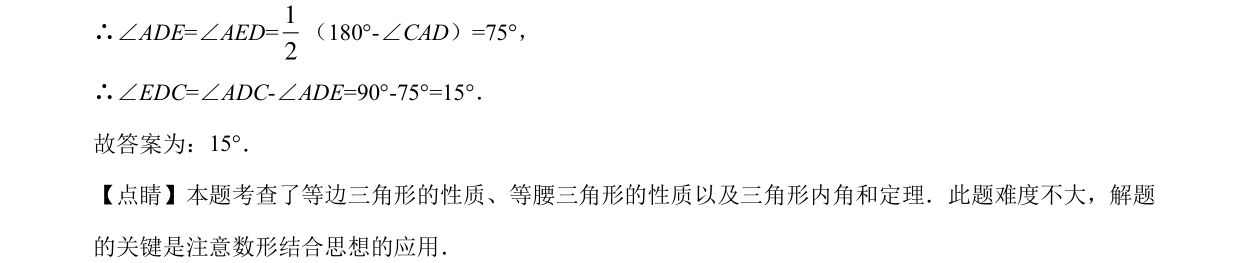 ∴∠ADE=∠AED=\frac{1}{2}（180°-∠CAD）=75°，
∴∠EDC=∠ADC-∠ADE=90°-75°=15°．
故答案为：15°．
【点睛】本题考查了等边三角形的性质、等腰三角形的性质以及三角形内角和定理．此题难度不大，解题
的关键是注意数形结合思想的应用．